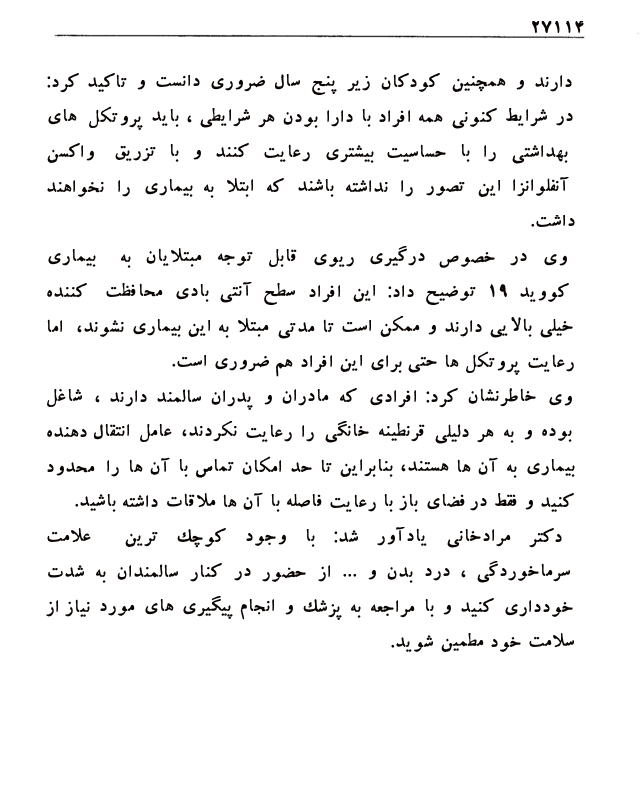 ۲۷۱۱۴
دارند و همچنین کودکان زیر پنج سال ضروری دانست و تاکید کرد:
در شرایط کنونی همه افراد با دارا بودن هر شرایطی ، باید پروتکل های
بهداشتی را با حساسیت بیشتری رعایت کنند و با تزریق واکسن
آنفلوانزا این تصور را نداشته باشند که ابتلا به بیماری را نخواهند
داشت.
وی در خصوص درگیری ریوی قابل توجه مبتلایان به بیماری
کووید ۱۹ توضیح داد: این افراد سطح آنتی بادی محافظت کننده
خیلی بالایی دارند و ممکن است تا مدتی مبتلا به این بیماری نشوند، اما
رعایت پروتکل ها حتی برای این افراد هم ضروری است.
وی خاطرنشان کرد: افرادی که مادران و پدران سالمند دارند ، شاغل
بوده و به هر دلیلی قرنطینه خانگی را رعایت نکردند، عامل انتقال دهنده
بیماری به آن ها هستند، بنابراین تا حد امکان تماس با آن ها را محدود
کنید و فقط در فضای باز با رعایت فاصله با آن ها ملاقات داشته باشید.
دکتر مرادخانی یادآور شد: با وجود کوچك ترین علامت
سرماخوردگی ، درد بدن و ... از حضور در کنار سالمندان به شدت
خودداری کنید و با مراجعه به پزشك و انجام پیگیری های مورد نیاز از
سلامت خود مطمین شوید.